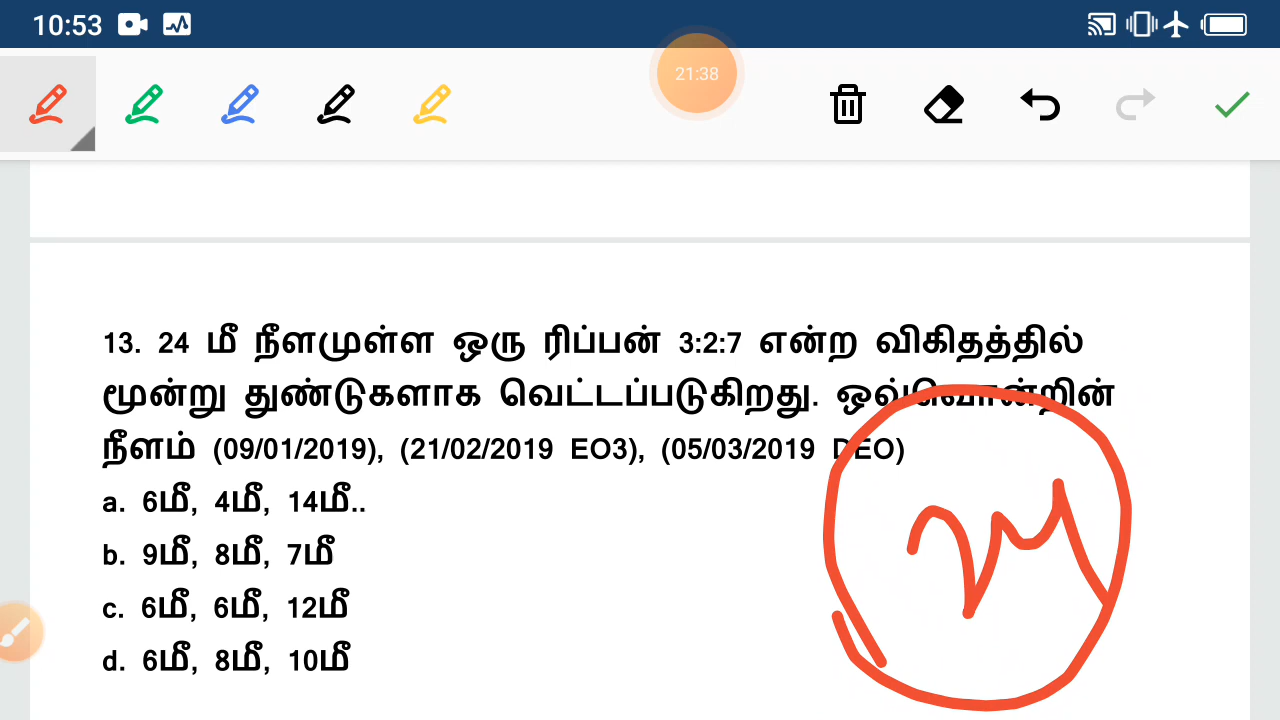 10:53
21:38
13. 24 மீ நீளமுள்ள ஒரு ரிப்பன் 3:2:7 என்ற விகிதத்தில்
மூன்று துண்டுகளாக வெட்டப்படுகிறது. ஒவ்வொன்றின்
நீளம் (09/01/2019), (21/02/2019 EO3), (05/03/2019 DEO)
a. 6மீ, 4மீ, 14மீ..
b. 9மீ, 8மீ, 7மீ
c. 6மீ, 6மீ, 12மீ
d. 6மீ, 8மீ, 10மீ